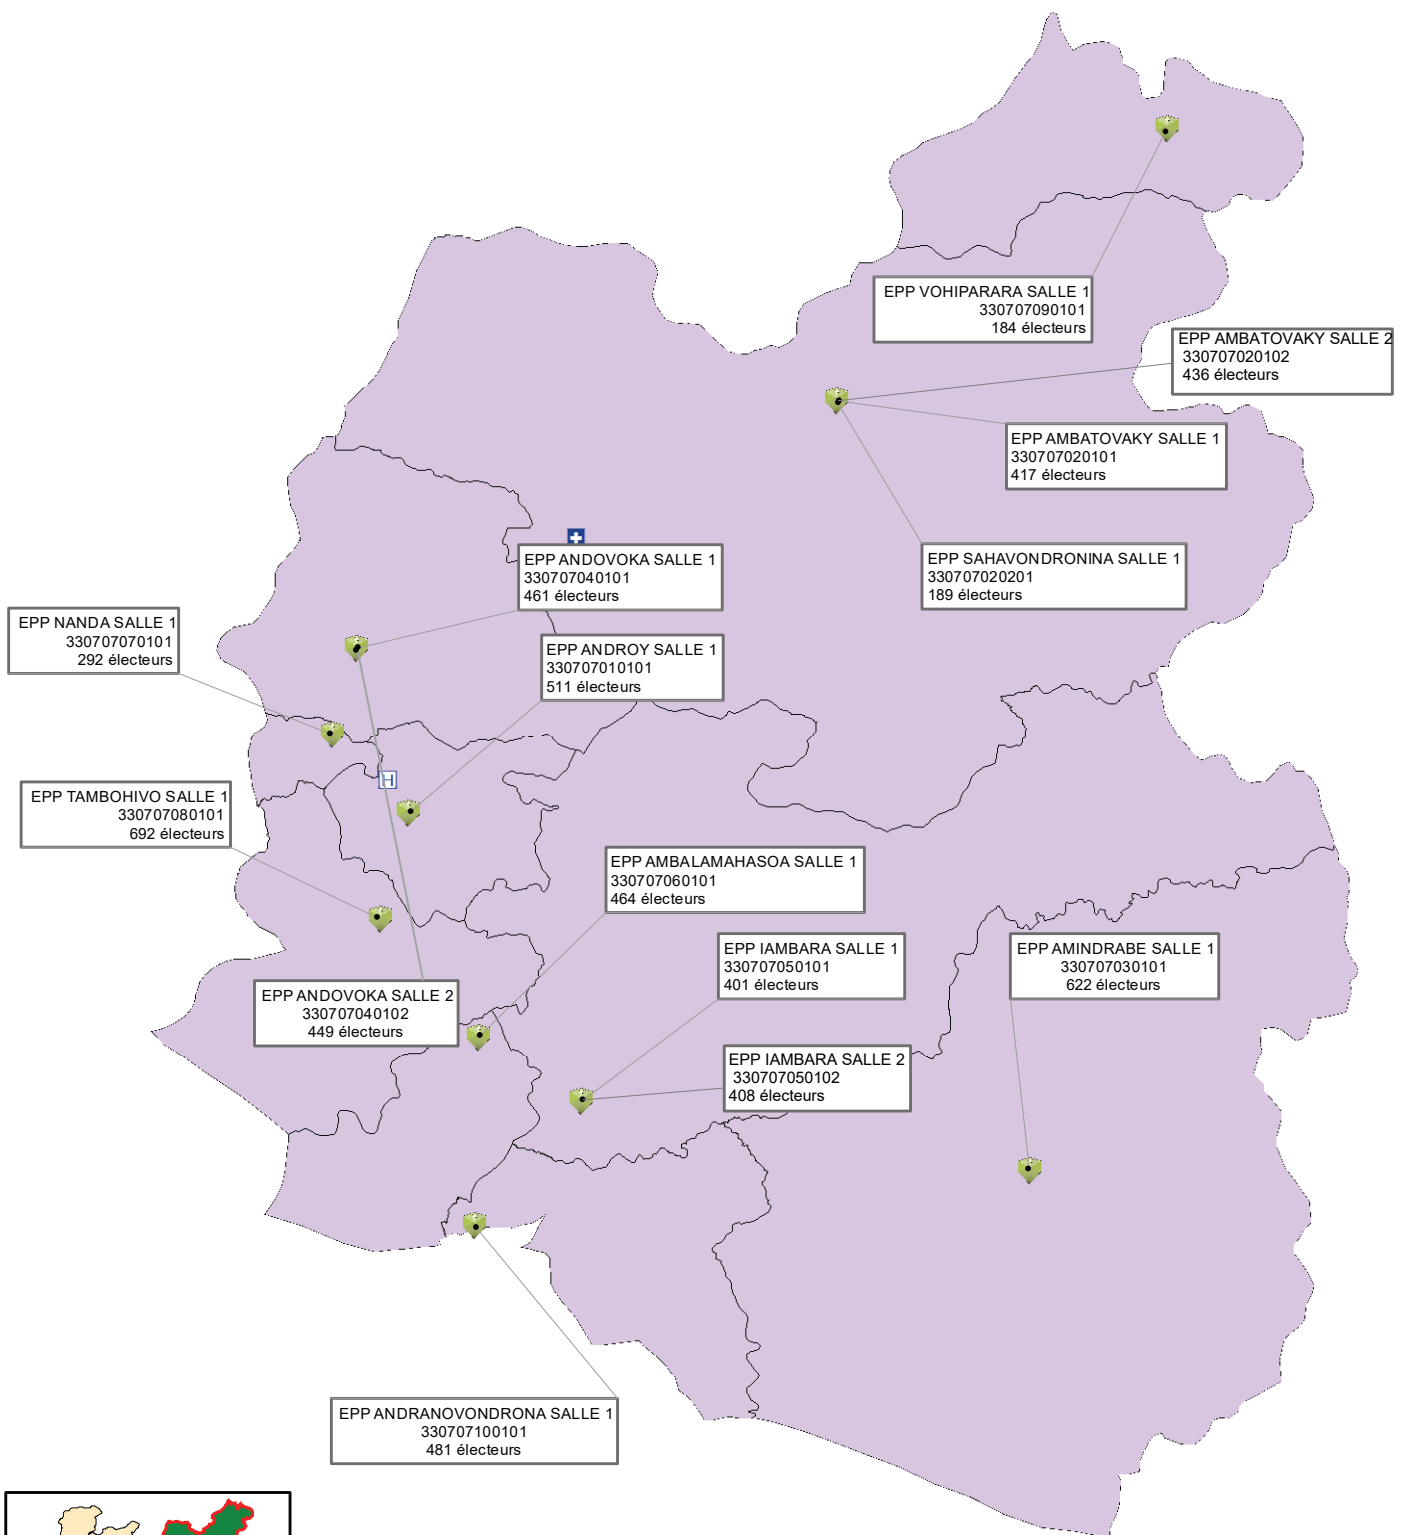 EPP VOHIPARARA SALLE 1
330707090101
184 électeurs
EPP AMBATOVAKY SALLE 2
330707020102
436 électeurs
EPP AMBATOVAKY SALLE 1
330707020101
417 électeurs
EPP ANDOVOKA SALLE 1
330707040101
461 électeurs
EPP SAHAVONDRONINA SALLE 1
330707020201
189 électeurs
EPP NANDA SALLE 1
330707070101
292 électeurs
EPP ANDROY SALLE 1
330707010101
511 électeurs
H
EPP TAMBOHIVO SALLE 1
330707080101
692 électeurs
EPP AMBALAMAHASOA SALLE 1
330707060101
464 électeurs
EPP IAMBARA SALLE 1
330707050101
401 électeurs
EPP AMINDRABE SALLE 1
330707030101
622 électeurs
EPP ANDOVOKA SALLE 2
330707040102
449 électeurs
EPP IAMBARA SALLE 2
330707050102
408 électeurs
EPP ANDRANOVONDRONA SALLE 1
330707100101
481 électeurs